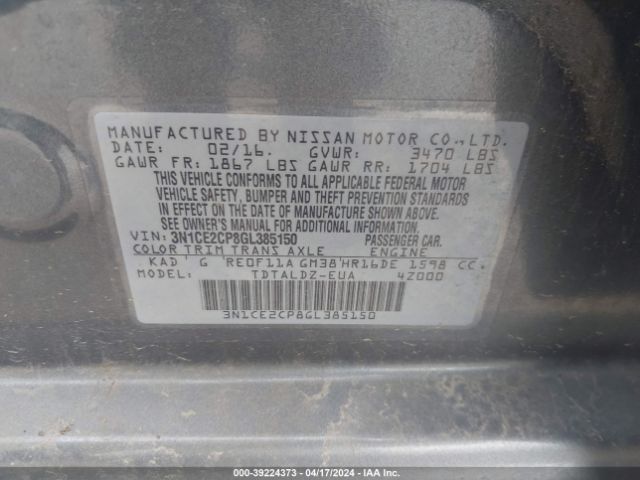 MANUFACTURED BY NISSAN MOTOR CO., LTD.
DATE: 02/16. GVWR: 3470 LBS
GAWR FR: 1867 LBS GAWR RR: 1704 LBS
THIS VEHICLE CONFORMS TO ALL APPLICABLE FEDERAL MOTOR
VEHICLE SAFETY, BUMPER AND THEFT PREVENTION STANDARDS
IN EFFECT ON THE DATE OF MANUFACTURE SHOWN ABOVE.
SEE OWNER'S MANUAL FOR ADDITIONAL INFORMATION.
VIN: 3N1CE2CP8GL385150 PASSENGER CAR.
COLOR TRIM TRANS AXLE ENGINE
KAD G RE0F11A GM38 HR16DE 1598 CC.
MODEL: TDTALDZ-EUA 4Z000
3N1CE2CP8GL385150
00-39224373 - 04/17/2024 - IAA Inc.